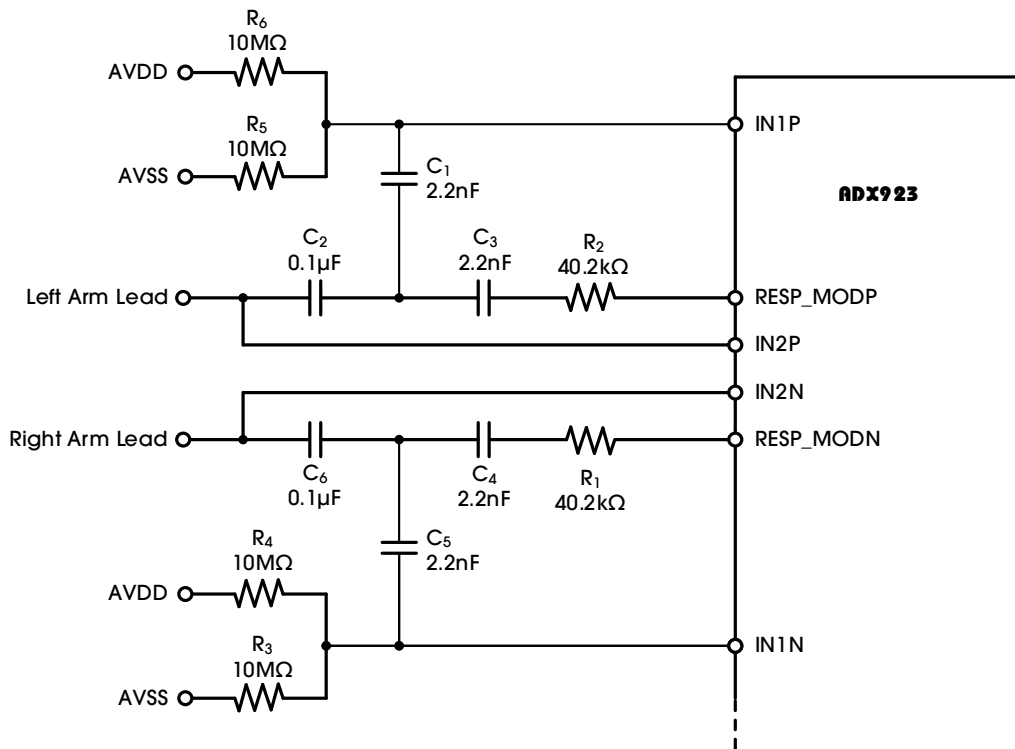 R6
10MΩ
AVDD
IN1P
R5
10MΩ
AVSS
C1
2.2nF
ADX923
C2
0.1µF
C3
2.2nF
R2
40.2kΩ
Left Arm Lead
RESP_MODP
IN2P
IN2N
Right Arm Lead
RESP_MODN
C6
0.1µF
C4
2.2nF
R1
40.2kΩ
C5
2.2nF
R4
10MΩ
AVDD
R3
10MΩ
IN1N
AVSS